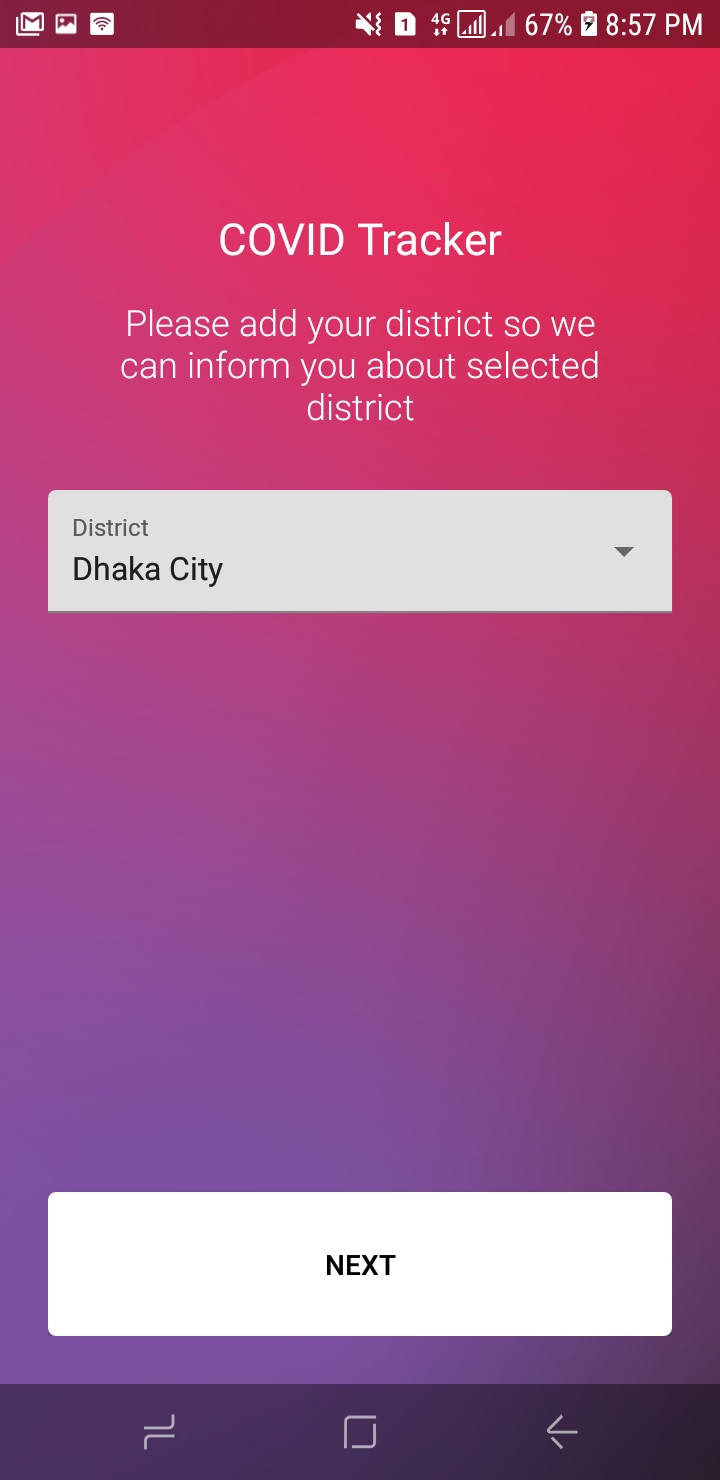 1 4G 67% 8:57 PM
COVID Tracker
Please add your district so we
can inform you about selected
district
District
Dhaka City
NEXT